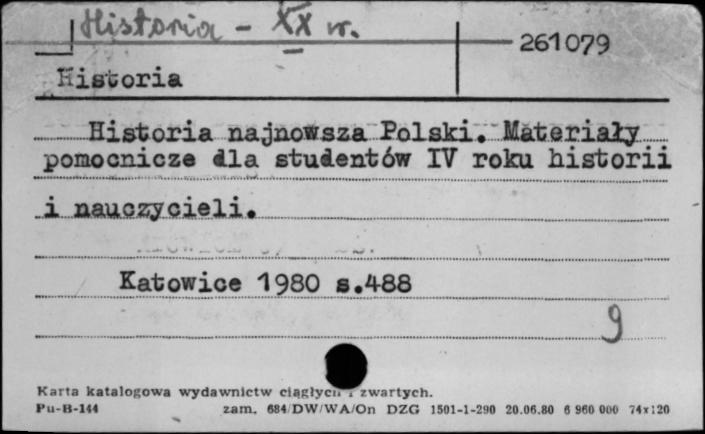 Historia - XX w.
261079
Historia
Historia najnowsza Polski. Materiały
pomocnicze dla studentów IV roku historii
i nauczycieli.
Katowice 1980 s.488
9
Karta katalogowa wydawnictw ciągłych i zwartych.
Pu-B-144 zam. 684/DW/WA/On DZG 1501-1-290 20.06.80 6 960 000 74x120